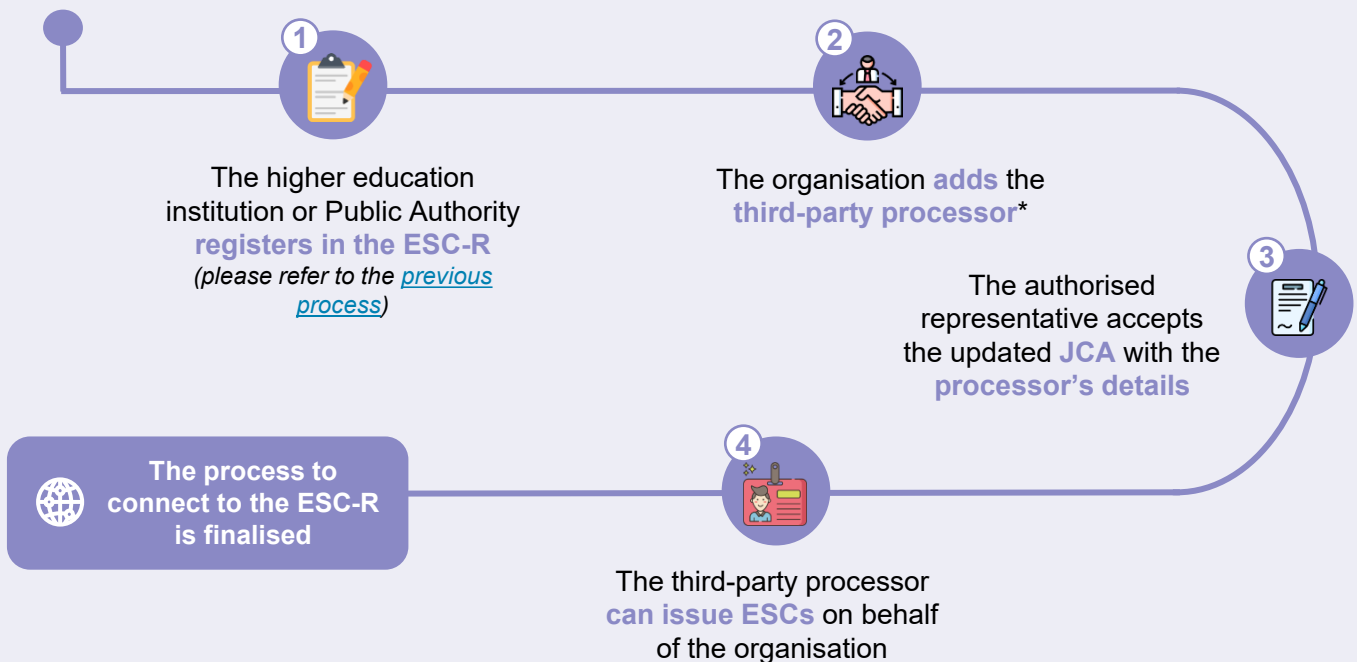 1
The higher education
institution or Public Authority
registers in the ESC-R
(please refer to the previous
process)
2
The organisation adds the
third-party processor*
3
The authorised
representative accepts
the updated JCA with the
processor's details
4
The third-party processor
can issue ESCs on behalf
of the organisation
The process to
connect to the ESC-R
is finalised